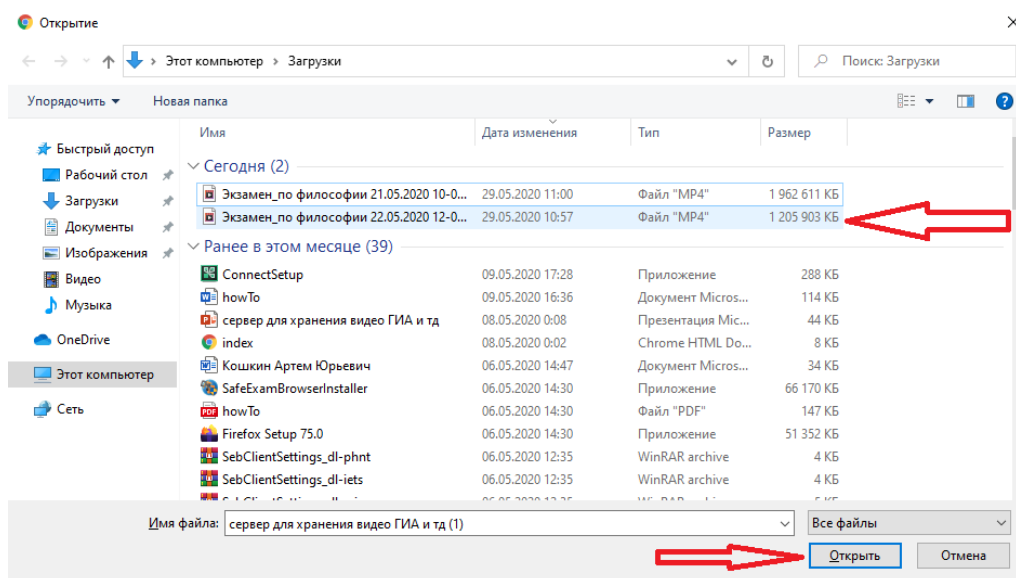 Открытие
Этот компьютер > Загрузки
Поиск: Загрузки
Упорядочить
Новая папка
Имя Дата изменения Тип Размер
Быстрый доступ
Рабочий стол
Загрузки
Документы
Изображения
Видео
Музыка
OneDrive
Этот компьютер
Сеть
Сегодня (2)
Экзамен_по философии 21.05.2020 10-0... 29.05.2020 11:00 Файл "MP4" 1 962 611 КБ
Экзамен_по философии 22.05.2020 12-0... 29.05.2020 10:57 Файл "MP4" 1 205 903 КБ
Ранее в этом месяце (39)
ConnectSetup 09.05.2020 17:28 Приложение 288 КБ
howTo 09.05.2020 16:36 Документ Micros... 114 КБ
сервер для хранения видео ГИА и тд 08.05.2020 0:08 Презентация Mic... 44 КБ
index 08.05.2020 0:02 Chrome HTML Do... 8 КБ
Кошкин Артем Юрьевич 06.05.2020 14:47 Документ Micros... 34 КБ
SafeExamBrowserInstaller 06.05.2020 14:30 Приложение 66 170 КБ
howTo 06.05.2020 14:30 Файл "PDF" 147 КБ
Firefox Setup 75.0 06.05.2020 14:30 Приложение 51 352 КБ
SebClientSettings_dl-phnt 06.05.2020 12:35 WinRAR archive 4 КБ
SebClientSettings_dl-iets 06.05.2020 12:35 WinRAR archive 4 КБ
Имя файла: сервер для хранения видео ГИА и тд (1)
Все файлы
Открыть
Отмена